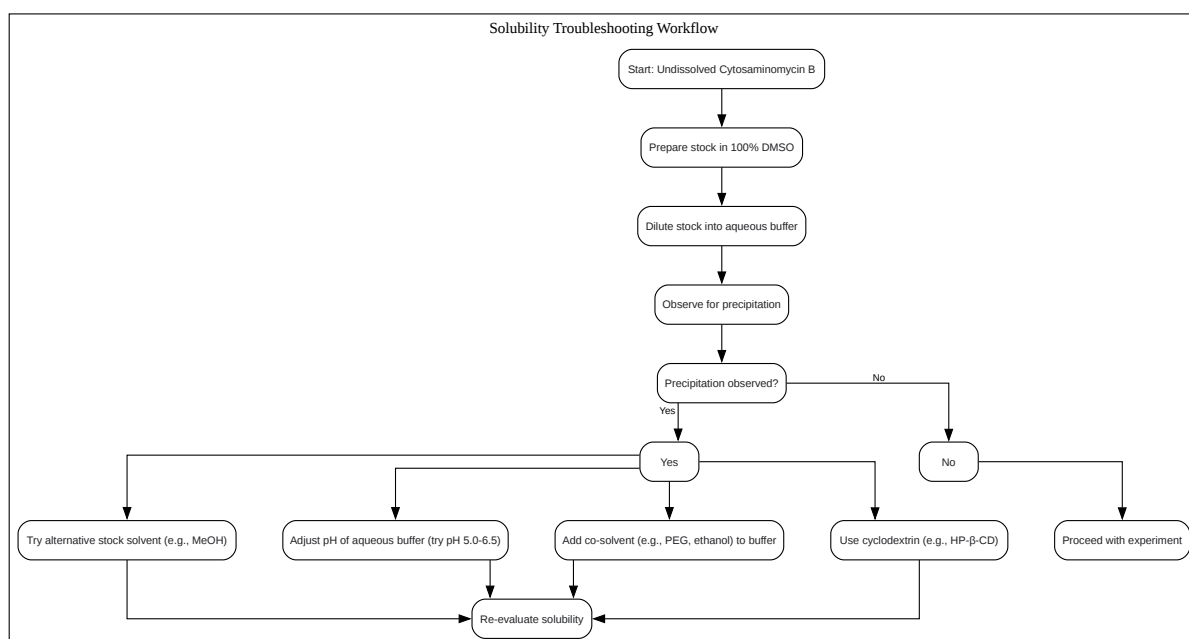 Solubility Troubleshooting Workflow
Start: Undissolved Cytosaminomycin B
Prepare stock in 100% DMSO
Dilute stock into aqueous buffer
Observe for precipitation
Precipitation observed?
No
Yes
Yes
No
Try alternative stock solvent (e.g., MeOH)
Adjust pH of aqueous buffer (try pH 5.0-6.5)
Add co-solvent (e.g., PEG, ethanol) to buffer
Use cyclodextrin (e.g., HP-β-CD)
Proceed with experiment
Re-evaluate solubility